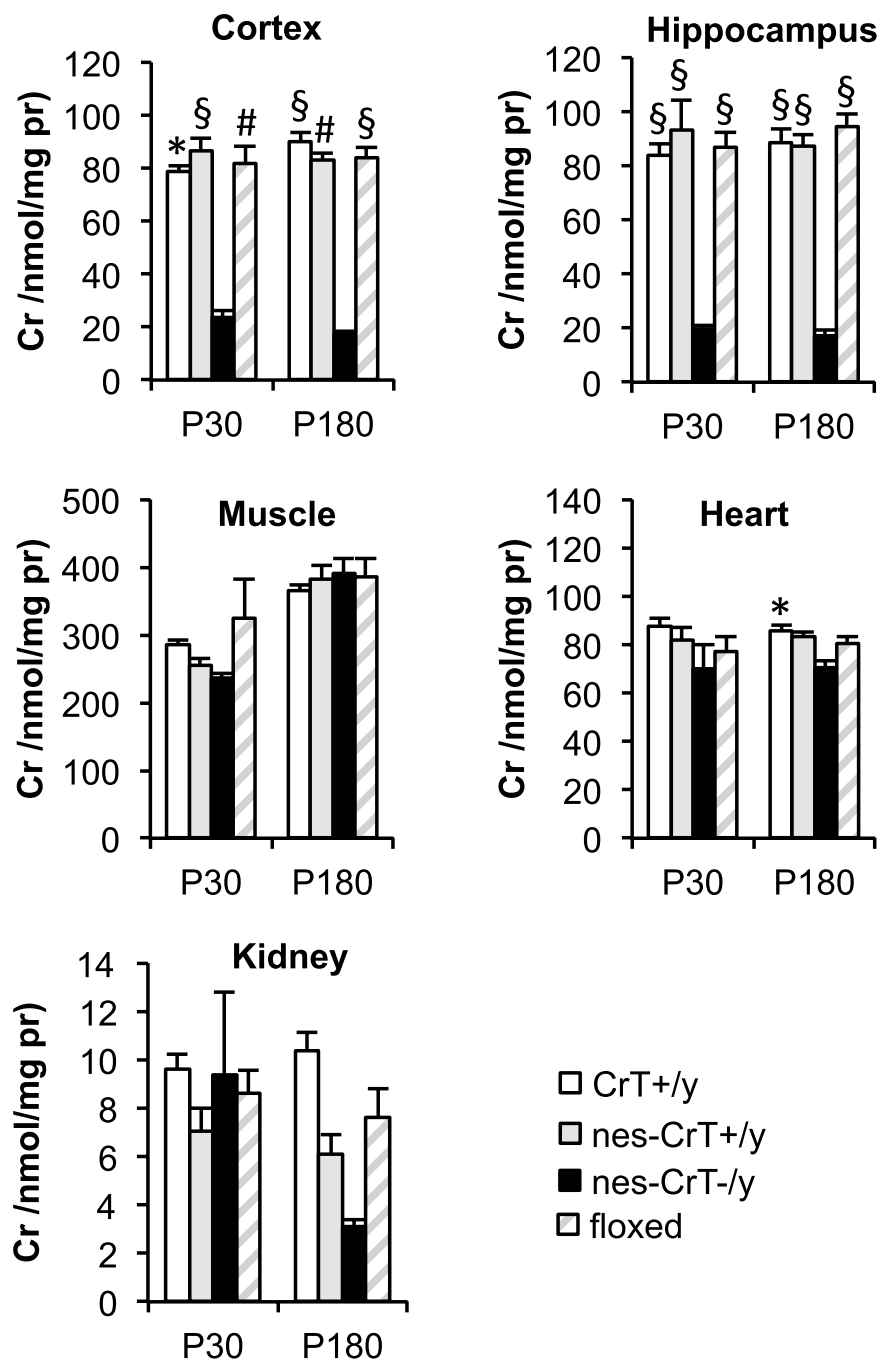 Cortex
Cr /nmol/mg pr)
120
100
80
60
40
20
0
* § # § # §
P30 P180
Hippocampus
Cr /nmol/mg pr)
120
100
80
60
40
20
0
§ § § § § §
P30 P180
Muscle
Cr /nmol/mg pr)
500
400
300
200
100
0
P30 P180
Heart
Cr /nmol/mg pr)
140
120
100
80
60
40
20
0
*
P30 P180
Kidney
Cr /nmol/mg pr)
14
12
10
8
6
4
2
0
P30 P180
CrT+/y
nes-CrT+/y
nes-CrT-/y
floxed